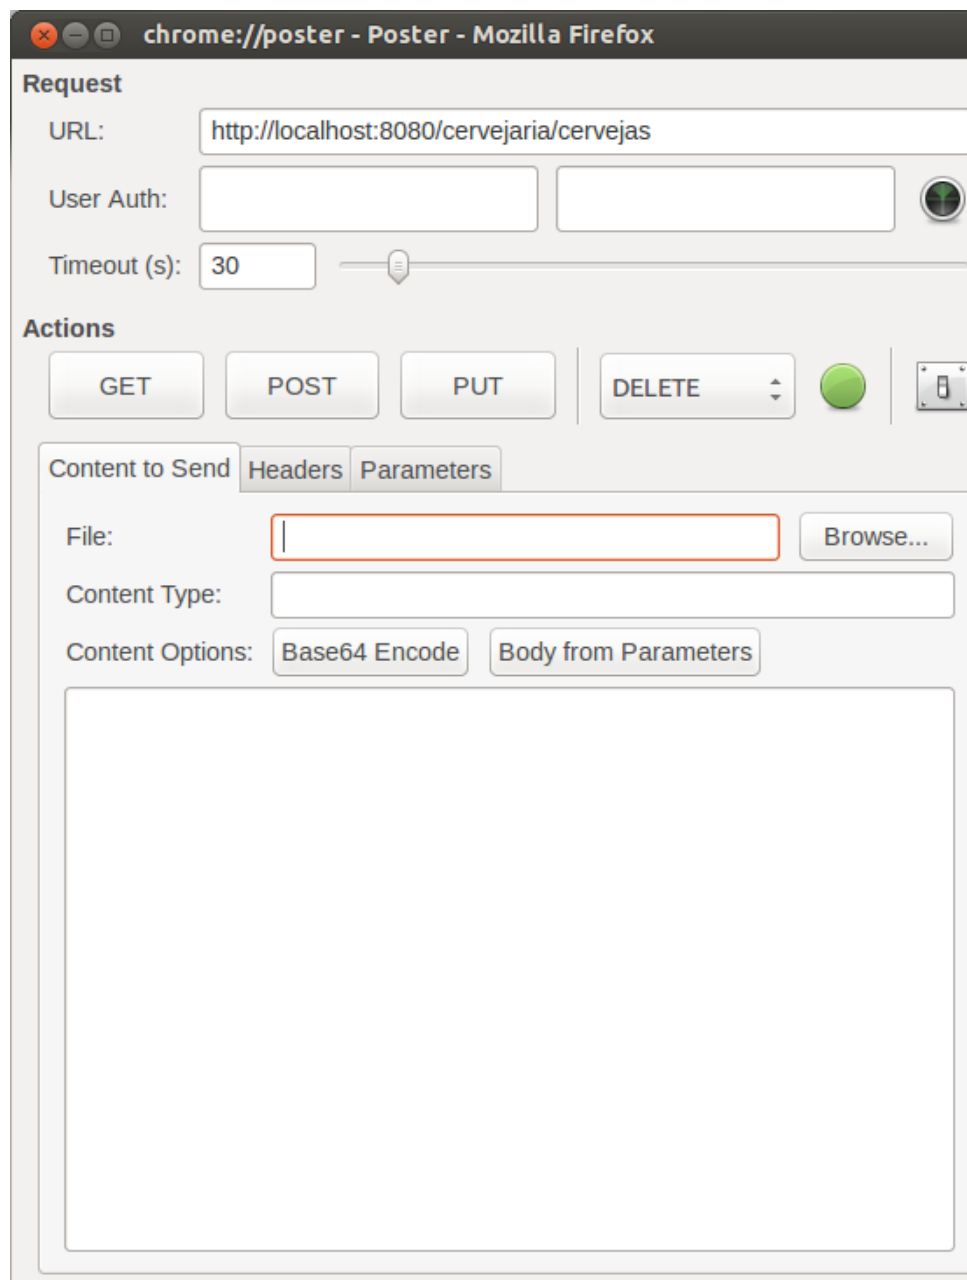 chrome://poster - Poster - Mozilla Firefox
Request
URL: http://localhost:8080/cervejaria/cervejas
User Auth:
Timeout (s): 30
Actions
GET POST PUT DELETE
Content to Send Headers Parameters
File: Browse...
Content Type:
Content Options: Base64 Encode Body from Parameters